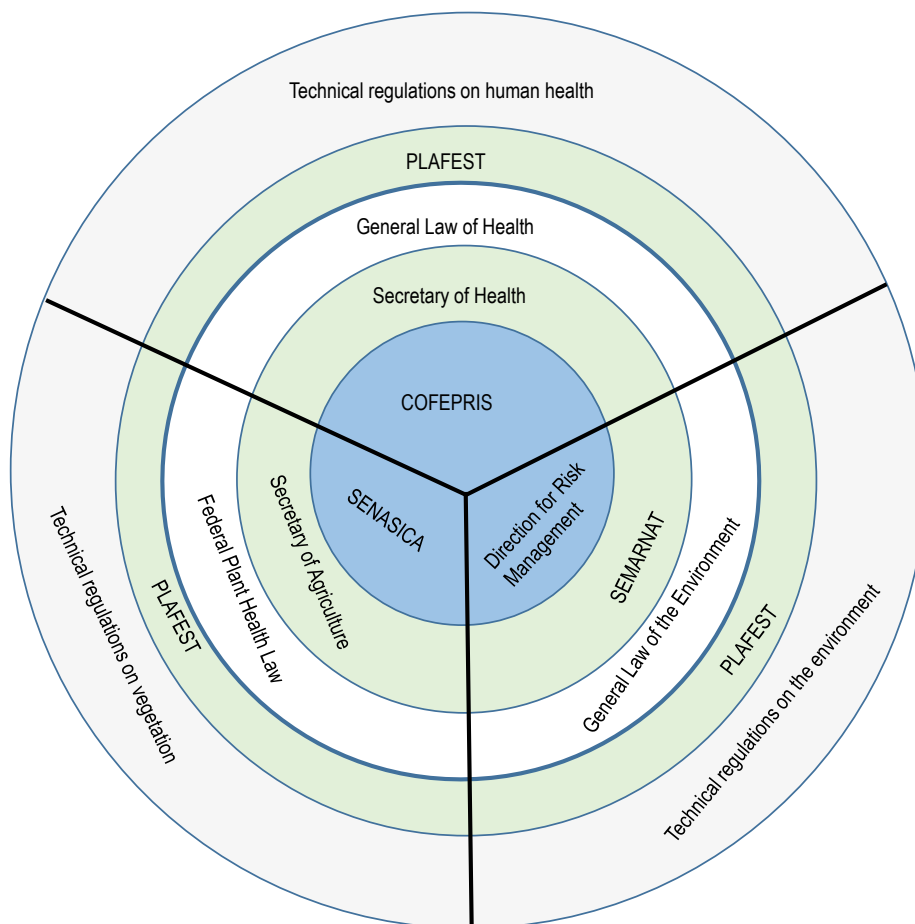 Technical regulations on human health
PLAFEST
General Law of Health
Secretary of Health
COFEPRIS
SENASICA
Secretary of Agriculture
Federal Plant Health Law
PLAFEST
Technical regulations on vegetation
Direction for Risk
Management
SEMARNAT
General Law of the Environment
PLAFEST
Technical regulations on the environment